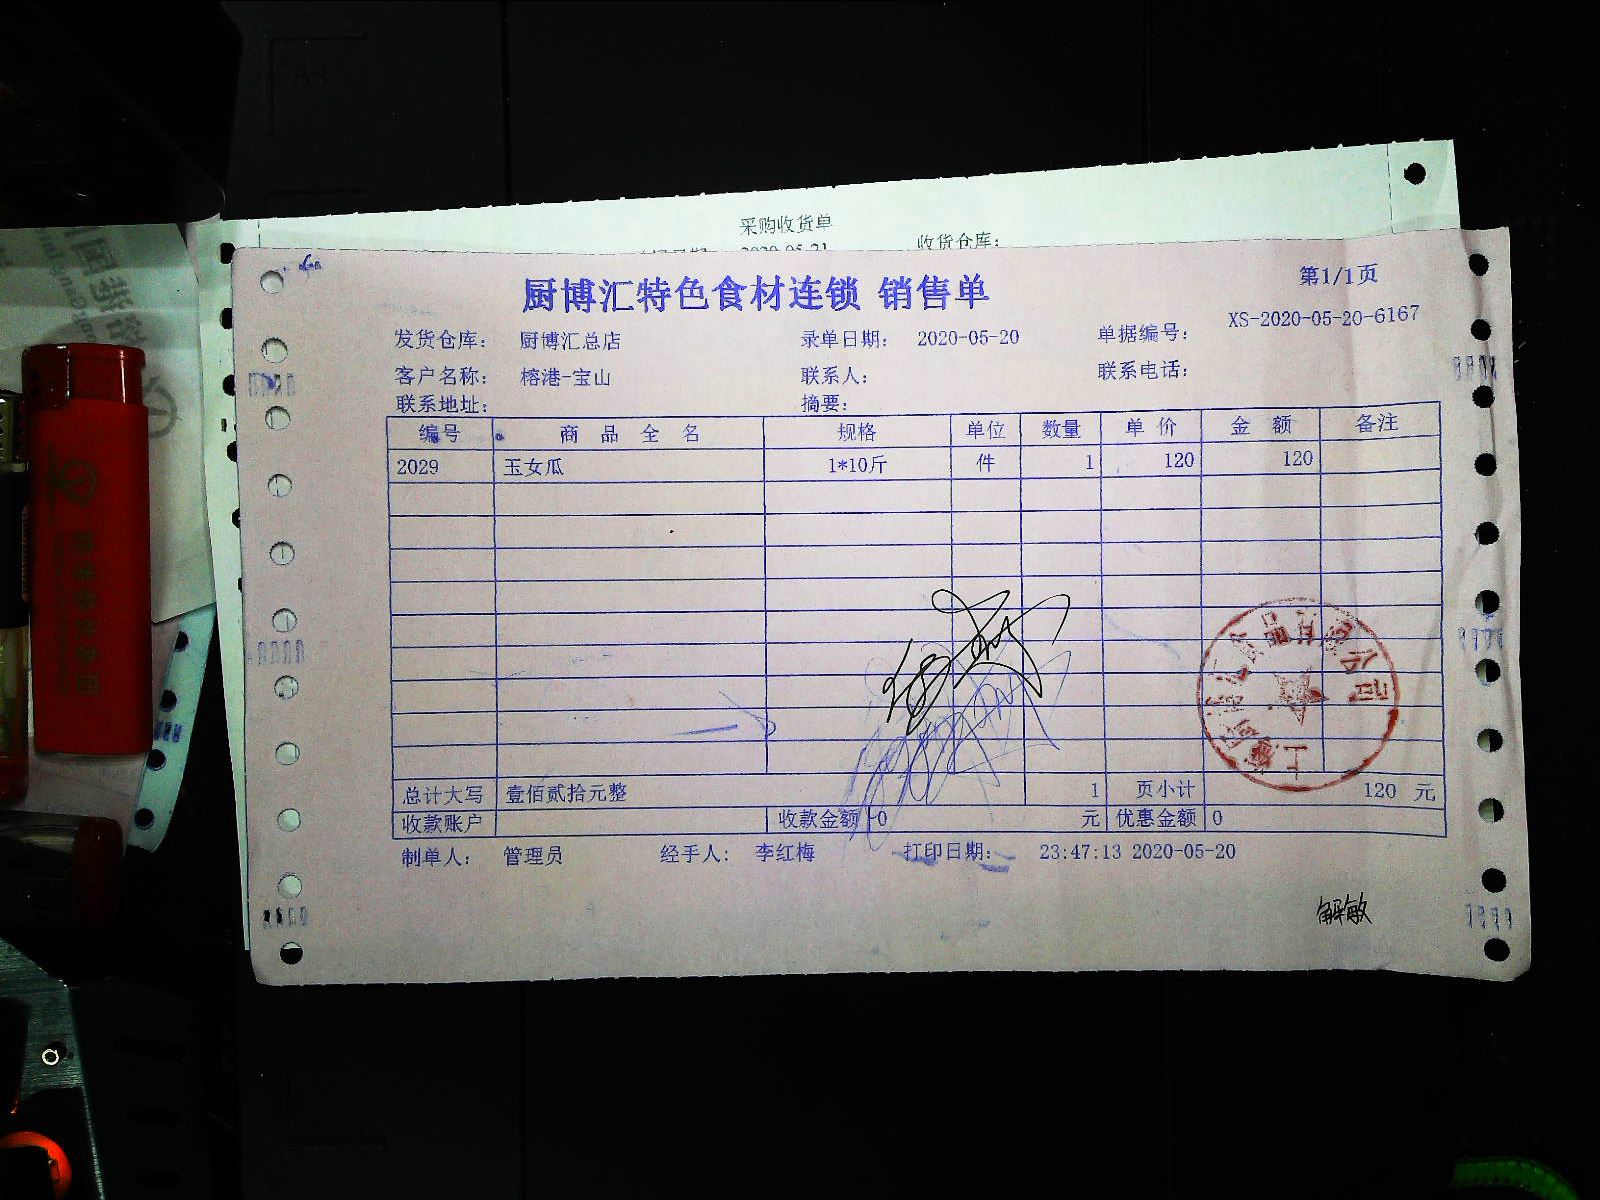 采购收货单
2020-05-21 收货仓库:
厨博汇特色食材连锁 销售单
第1/1页
发货仓库: 厨博汇总店 录单日期: 2020-05-20 单据编号: XS-2020-05-20-6167
客户名称: 榕港-宝山 联系人: 联系电话:
联系地址: 摘要:
编号 商品全名 规格 单位 数量 单价 金额 备注
2029 玉女瓜 1*10斤 件 1 120 120
总计大写 壹佰贰拾元整 1 页小计 120 元
收款账户 收款金额 0 元 优惠金额 0
制单人: 管理员 经手人: 李红梅 打印日期: 23:47:13 2020-05-20
解敏